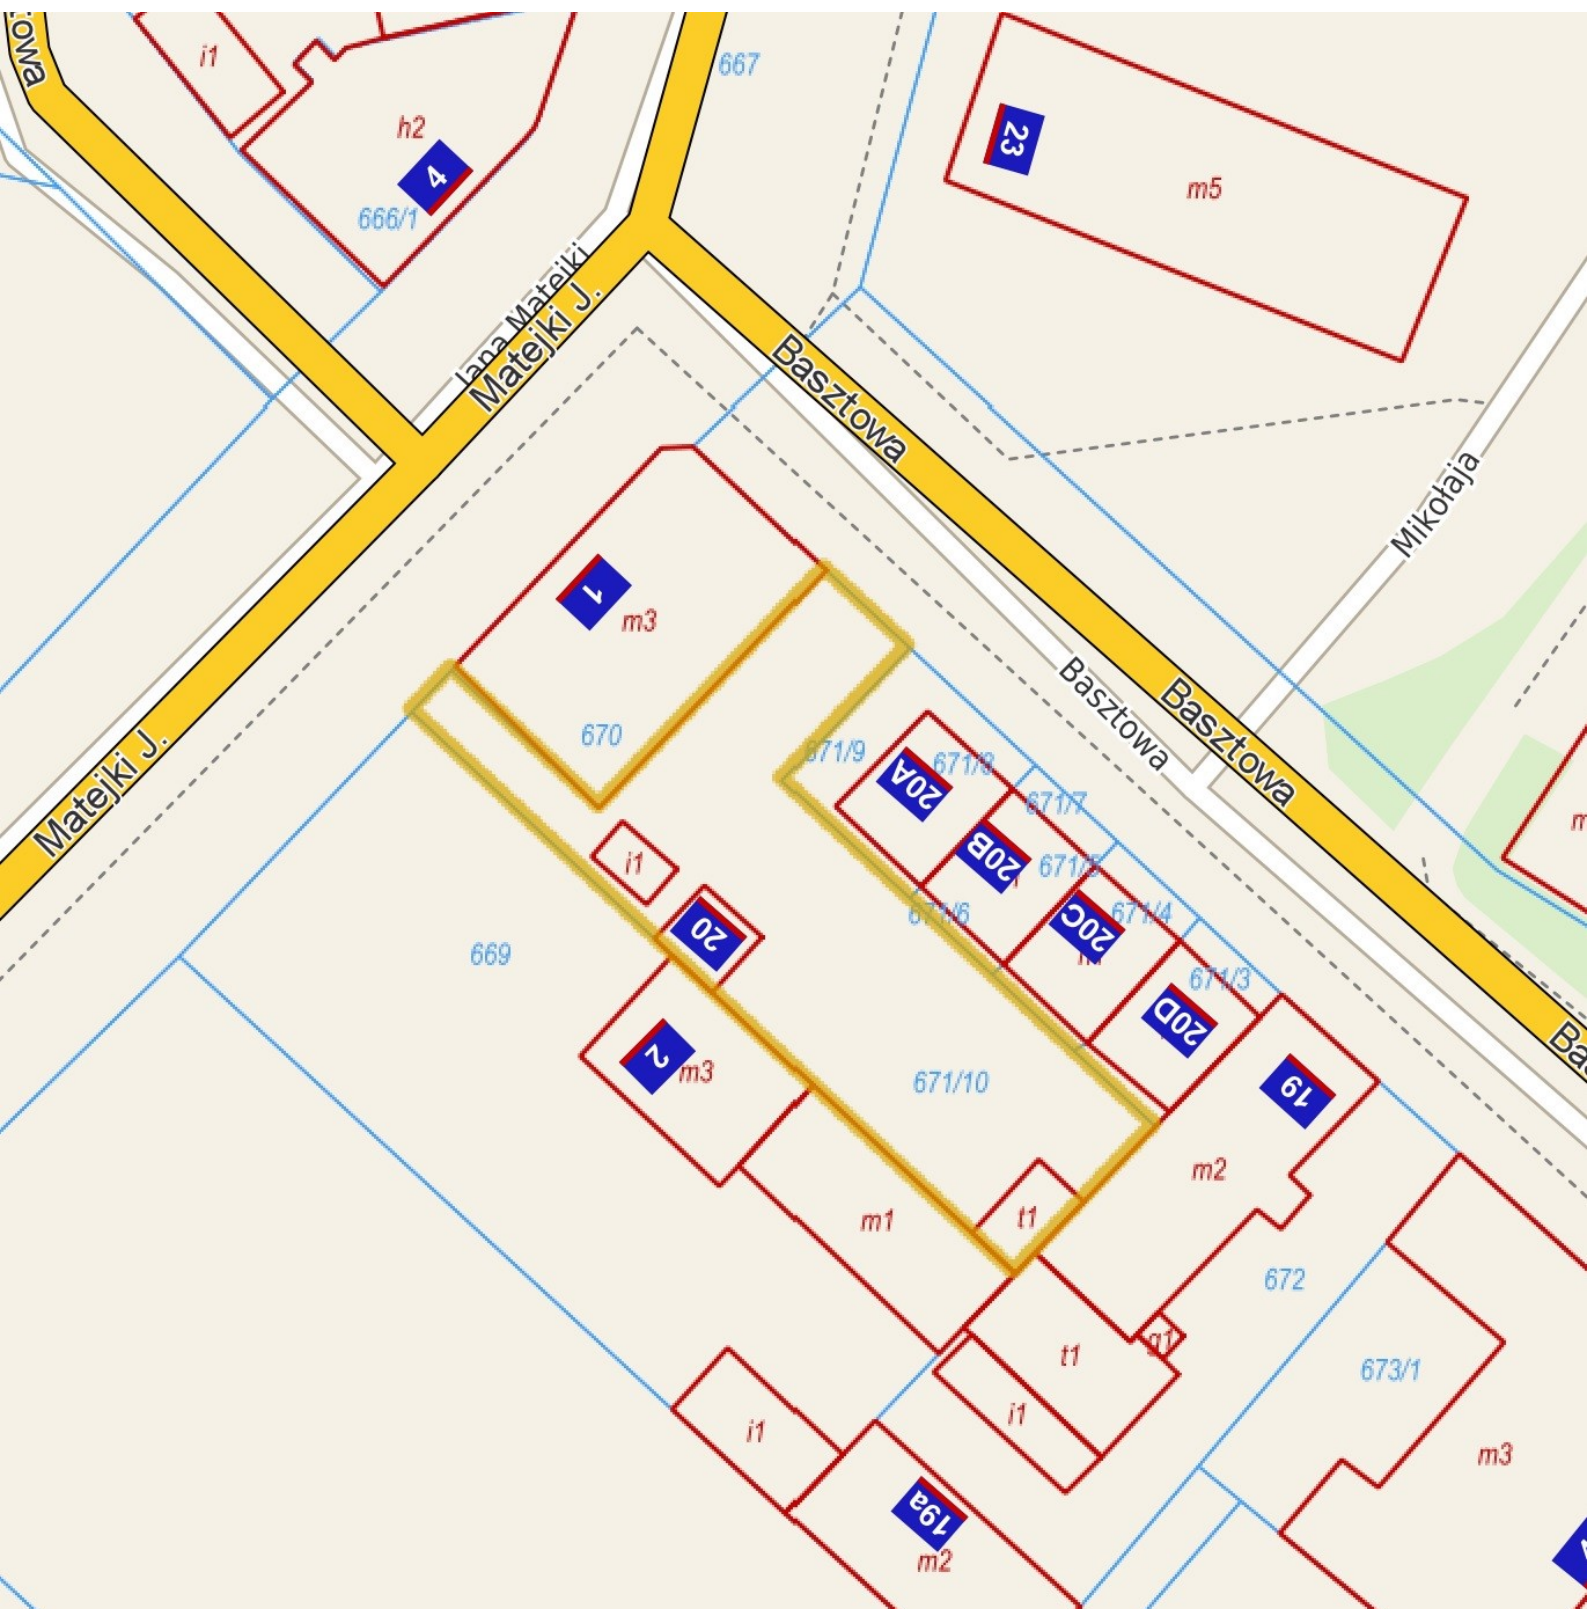 towa
i1
667
h2
4
666/1
23
m5
Jana Matejki
Matejki J.
Basztowa
Mikołaja
1
m3
670
Basztowa
Basztowa
671/9
671/8
20A
671/7
Matejki J.
20B
671/5
i1
671/6
20C
671/4
20
669
671/3
20D
2
m3
671/10
19
m2
m1
t1
672
g1
t1
673/1
i1
i1
m3
19a
m2
Ba
m